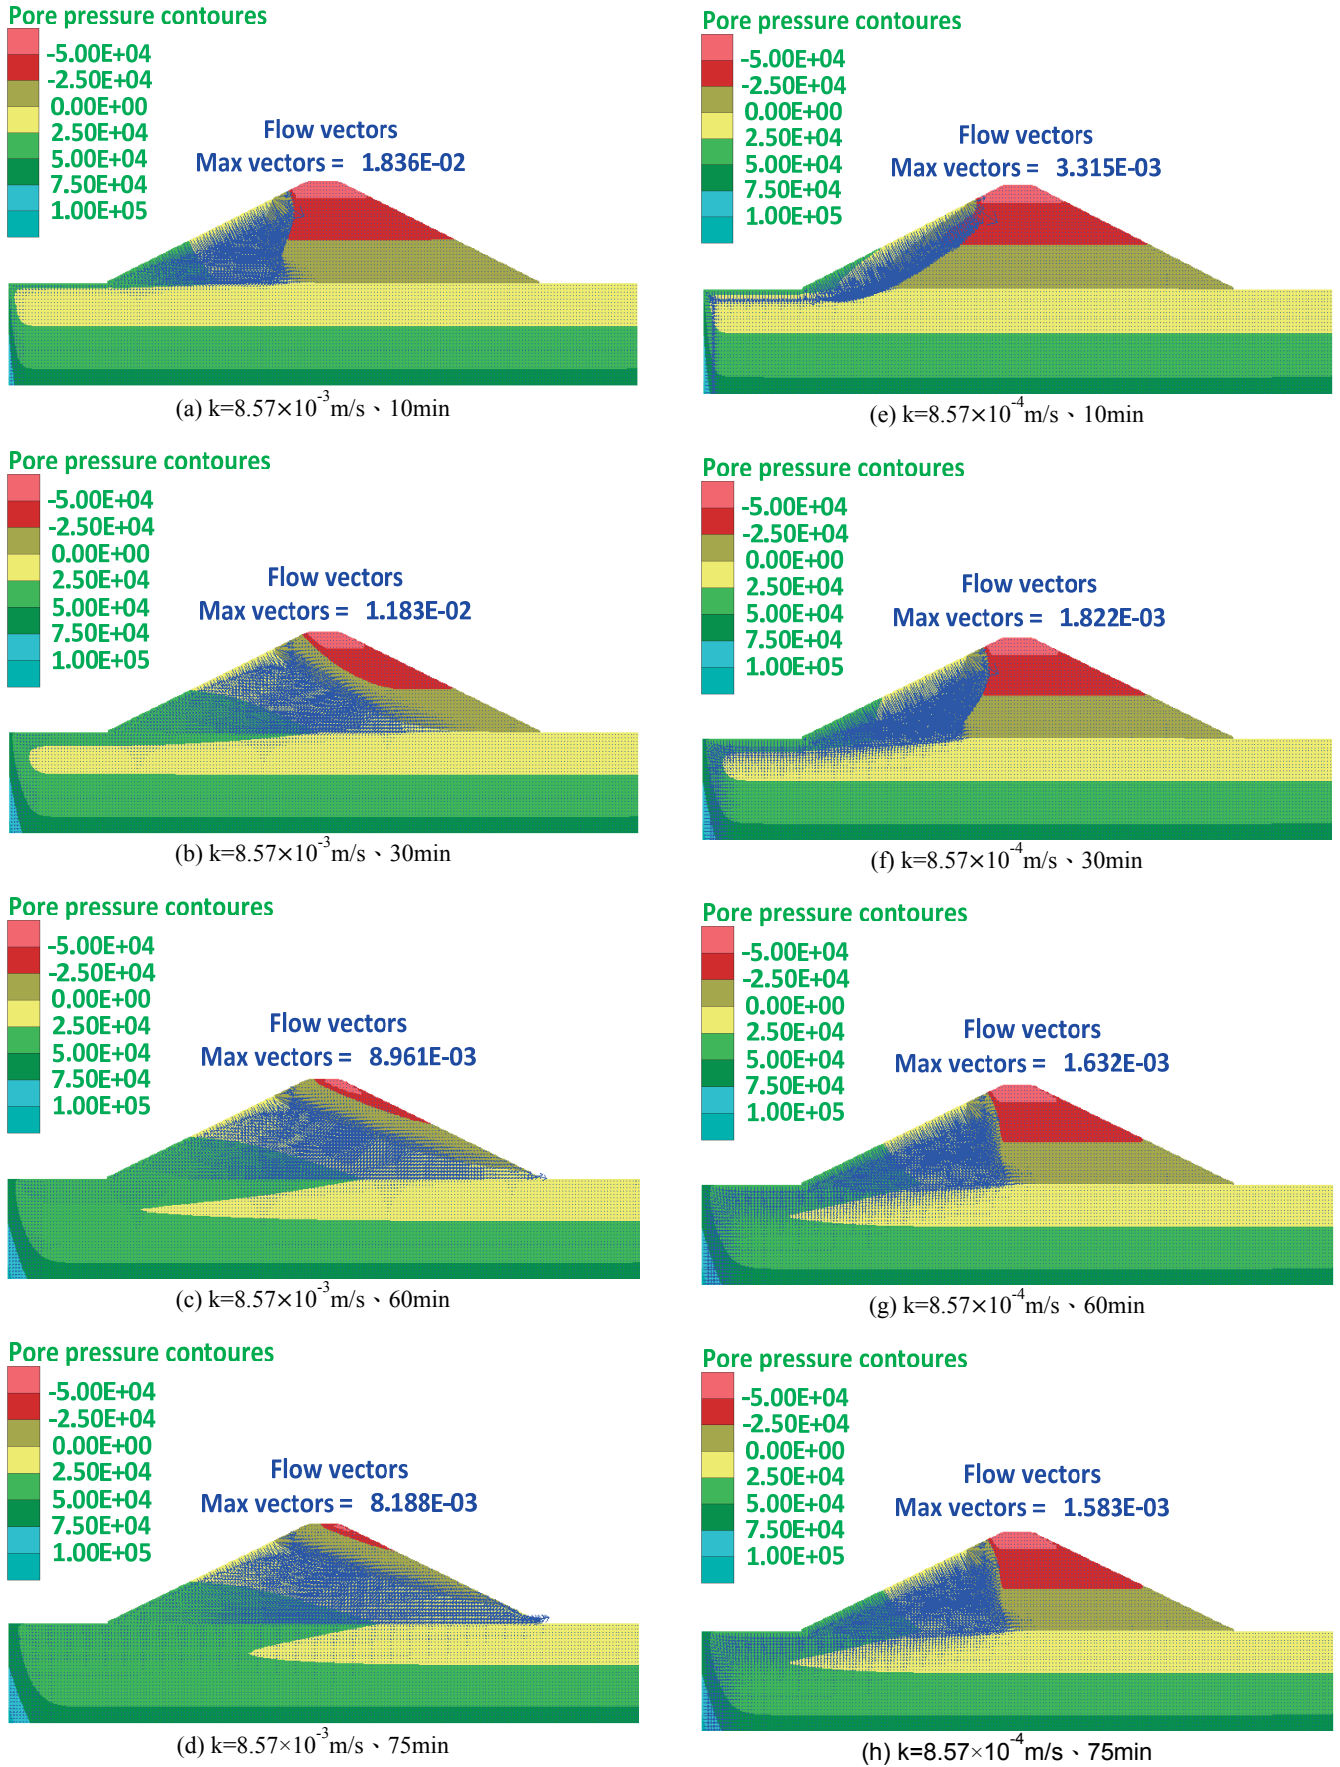 Pore pressure contoures
-5.00E+04
-2.50E+04
0.00E+00
2.50E+04
5.00E+04
7.50E+04
1.00E+05
Flow vectors
Max vectors = 1.836E-02
(a) k=8.57×10⁻³m/s、10min
Pore pressure contoures
-5.00E+04
-2.50E+04
0.00E+00
2.50E+04
5.00E+04
7.50E+04
1.00E+05
Flow vectors
Max vectors = 3.315E-03
(e) k=8.57×10⁻⁴m/s、10min
Pore pressure contoures
-5.00E+04
-2.50E+04
0.00E+00
2.50E+04
5.00E+04
7.50E+04
1.00E+05
Flow vectors
Max vectors = 1.183E-02
(b) k=8.57×10⁻³m/s、30min
Pore pressure contoures
-5.00E+04
-2.50E+04
0.00E+00
2.50E+04
5.00E+04
7.50E+04
1.00E+05
Flow vectors
Max vectors = 1.822E-03
(f) k=8.57×10⁻⁴m/s、30min
Pore pressure contoures
-5.00E+04
-2.50E+04
0.00E+00
2.50E+04
5.00E+04
7.50E+04
1.00E+05
Flow vectors
Max vectors = 8.961E-03
(c) k=8.57×10⁻³m/s、60min
Pore pressure contoures
-5.00E+04
-2.50E+04
0.00E+00
2.50E+04
5.00E+04
7.50E+04
1.00E+05
Flow vectors
Max vectors = 1.632E-03
(g) k=8.57×10⁻⁴m/s、60min
Pore pressure contoures
-5.00E+04
-2.50E+04
0.00E+00
2.50E+04
5.00E+04
7.50E+04
1.00E+05
Flow vectors
Max vectors = 8.188E-03
(d) k=8.57×10⁻³m/s、75min
Pore pressure contoures
-5.00E+04
-2.50E+04
0.00E+00
2.50E+04
5.00E+04
7.50E+04
1.00E+05
Flow vectors
Max vectors = 1.583E-03
(h) k=8.57×10⁻⁴m/s、75min